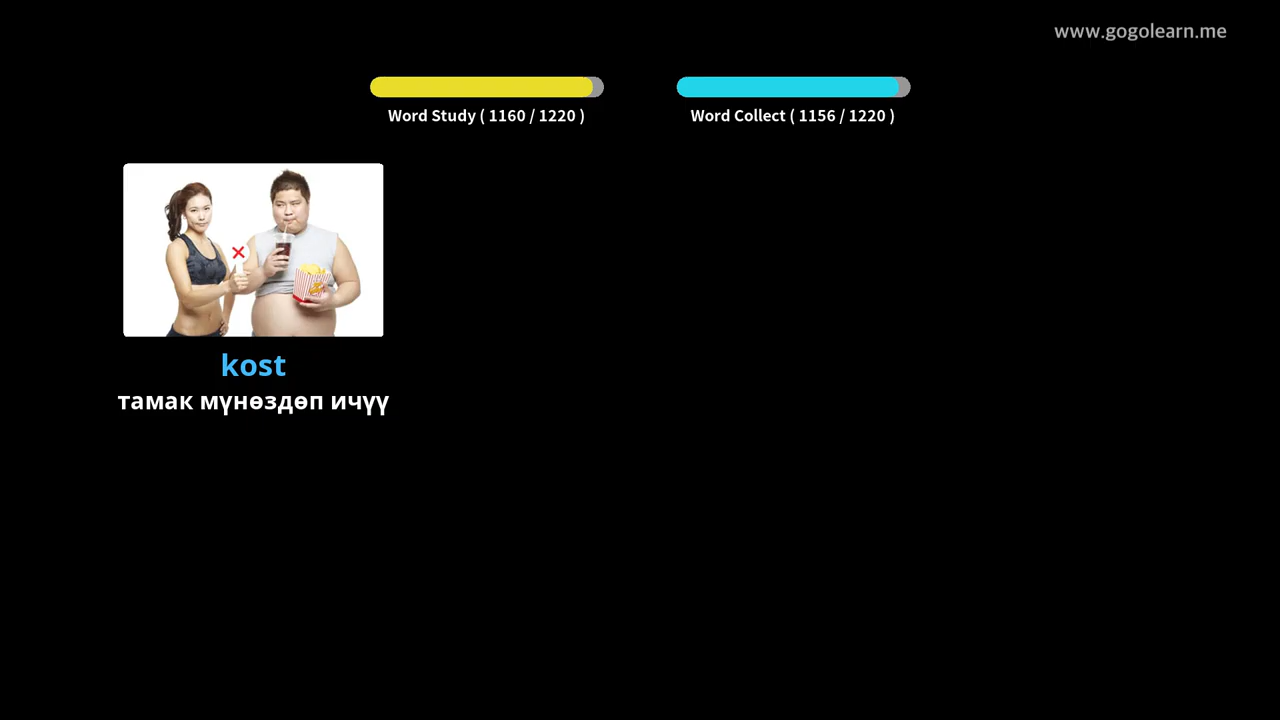 www.gogolearn.me
Word Study ( 1160 / 1220 )
Word Collect ( 1156 / 1220 )
kost
тамак мүнөздөп ичүү